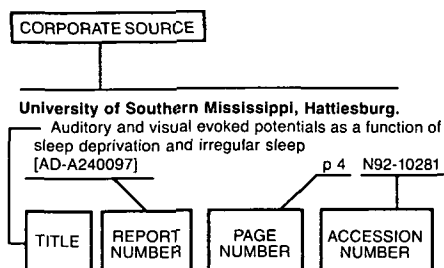 CORPORATE SOURCE
University of Southern Mississippi, Hattiesburg.
Auditory and visual evoked potentials as a function of
sleep deprivation and irregular sleep
[AD-A240097] p 4 N92-10281
TITLE
REPORT
NUMBER
PAGE
NUMBER
ACCESSION
NUMBER